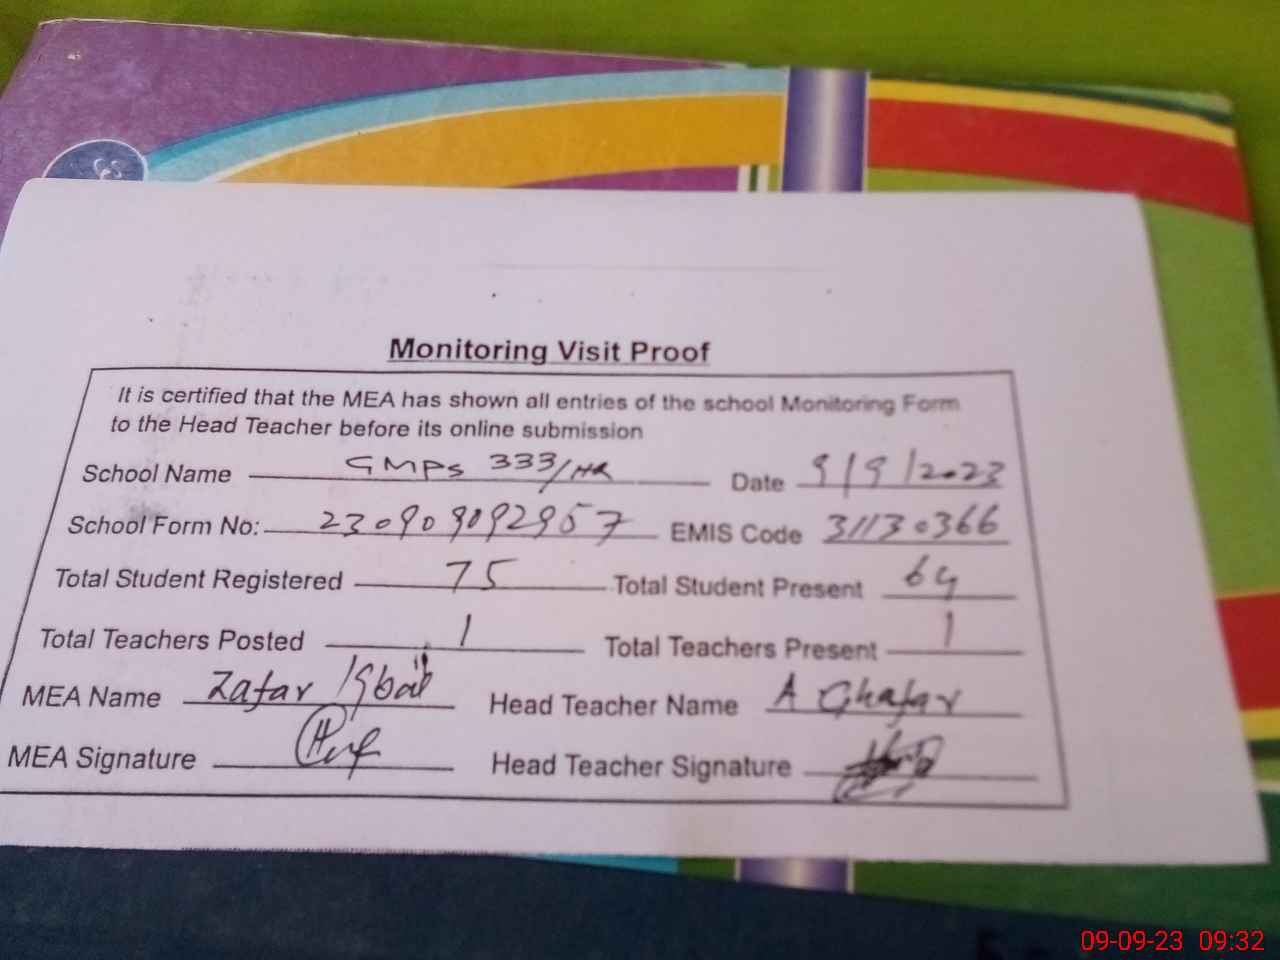 Monitoring Visit Proof
It is certified that the MEA has shown all entries of the school Monitoring Form
to the Head Teacher before its online submission
School Name GMPS 333/HR Date 9/9/2023
School Form No: 230909092957 EMIS Code 31130366
Total Student Registered 75 Total Student Present 64
Total Teachers Posted 1 Total Teachers Present 1
MEA Name Zafar Iqbal Head Teacher Name A Ghafar
MEA Signature Head Teacher Signature
09-09-23 09:32